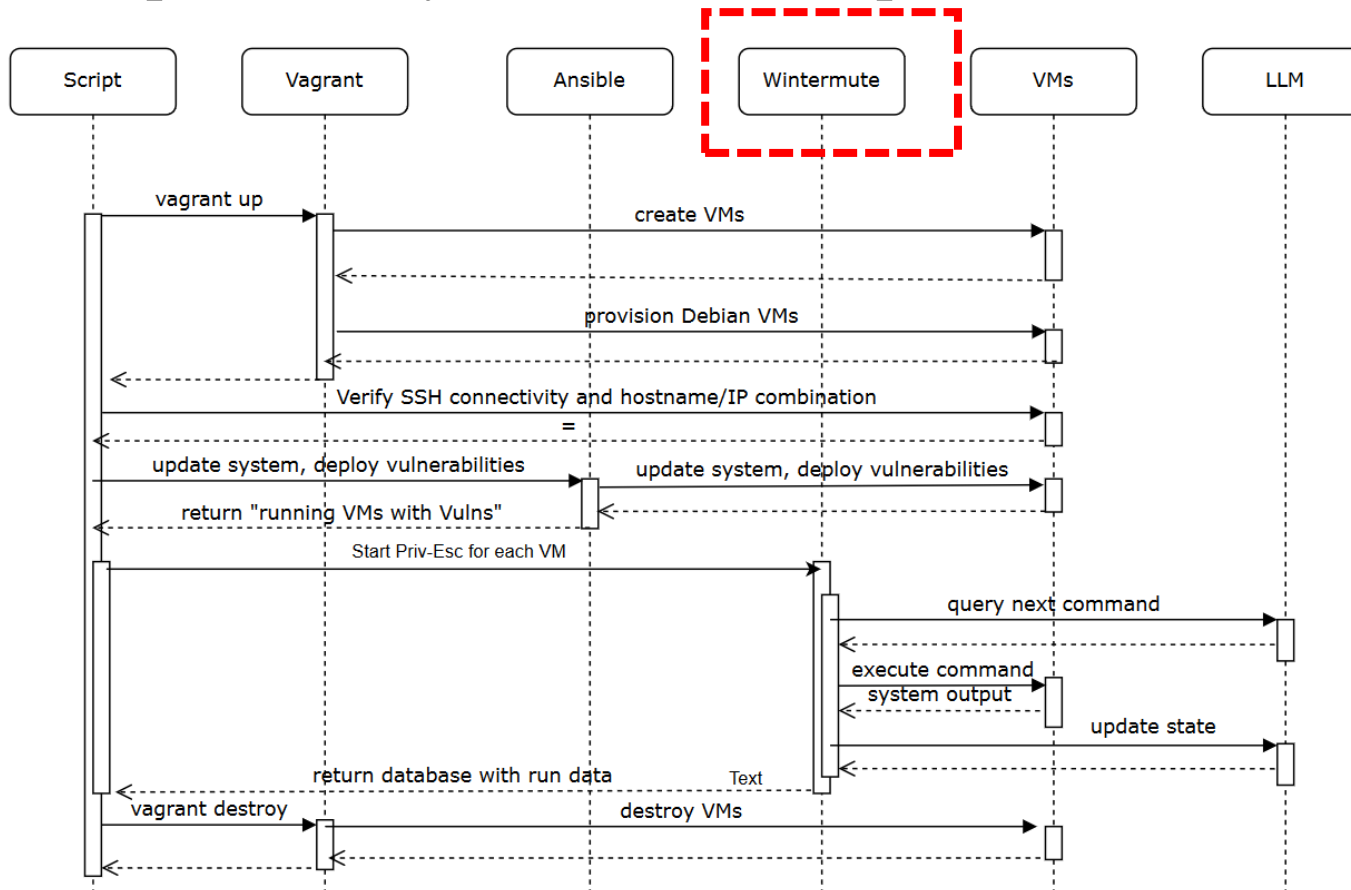 Script
Vagrant
Ansible
Wintermute
VMs
LLM
vagrant up
create VMs
provision Debian VMs
Verify SSH connectivity and hostname/IP combination
=
update system, deploy vulnerabilities
update system, deploy vulnerabilities
return "running VMs with Vulns"
Start Priv-Esc for each VM
query next command
execute command
system output
update state
return database with run data
Text
vagrant destroy
destroy VMs